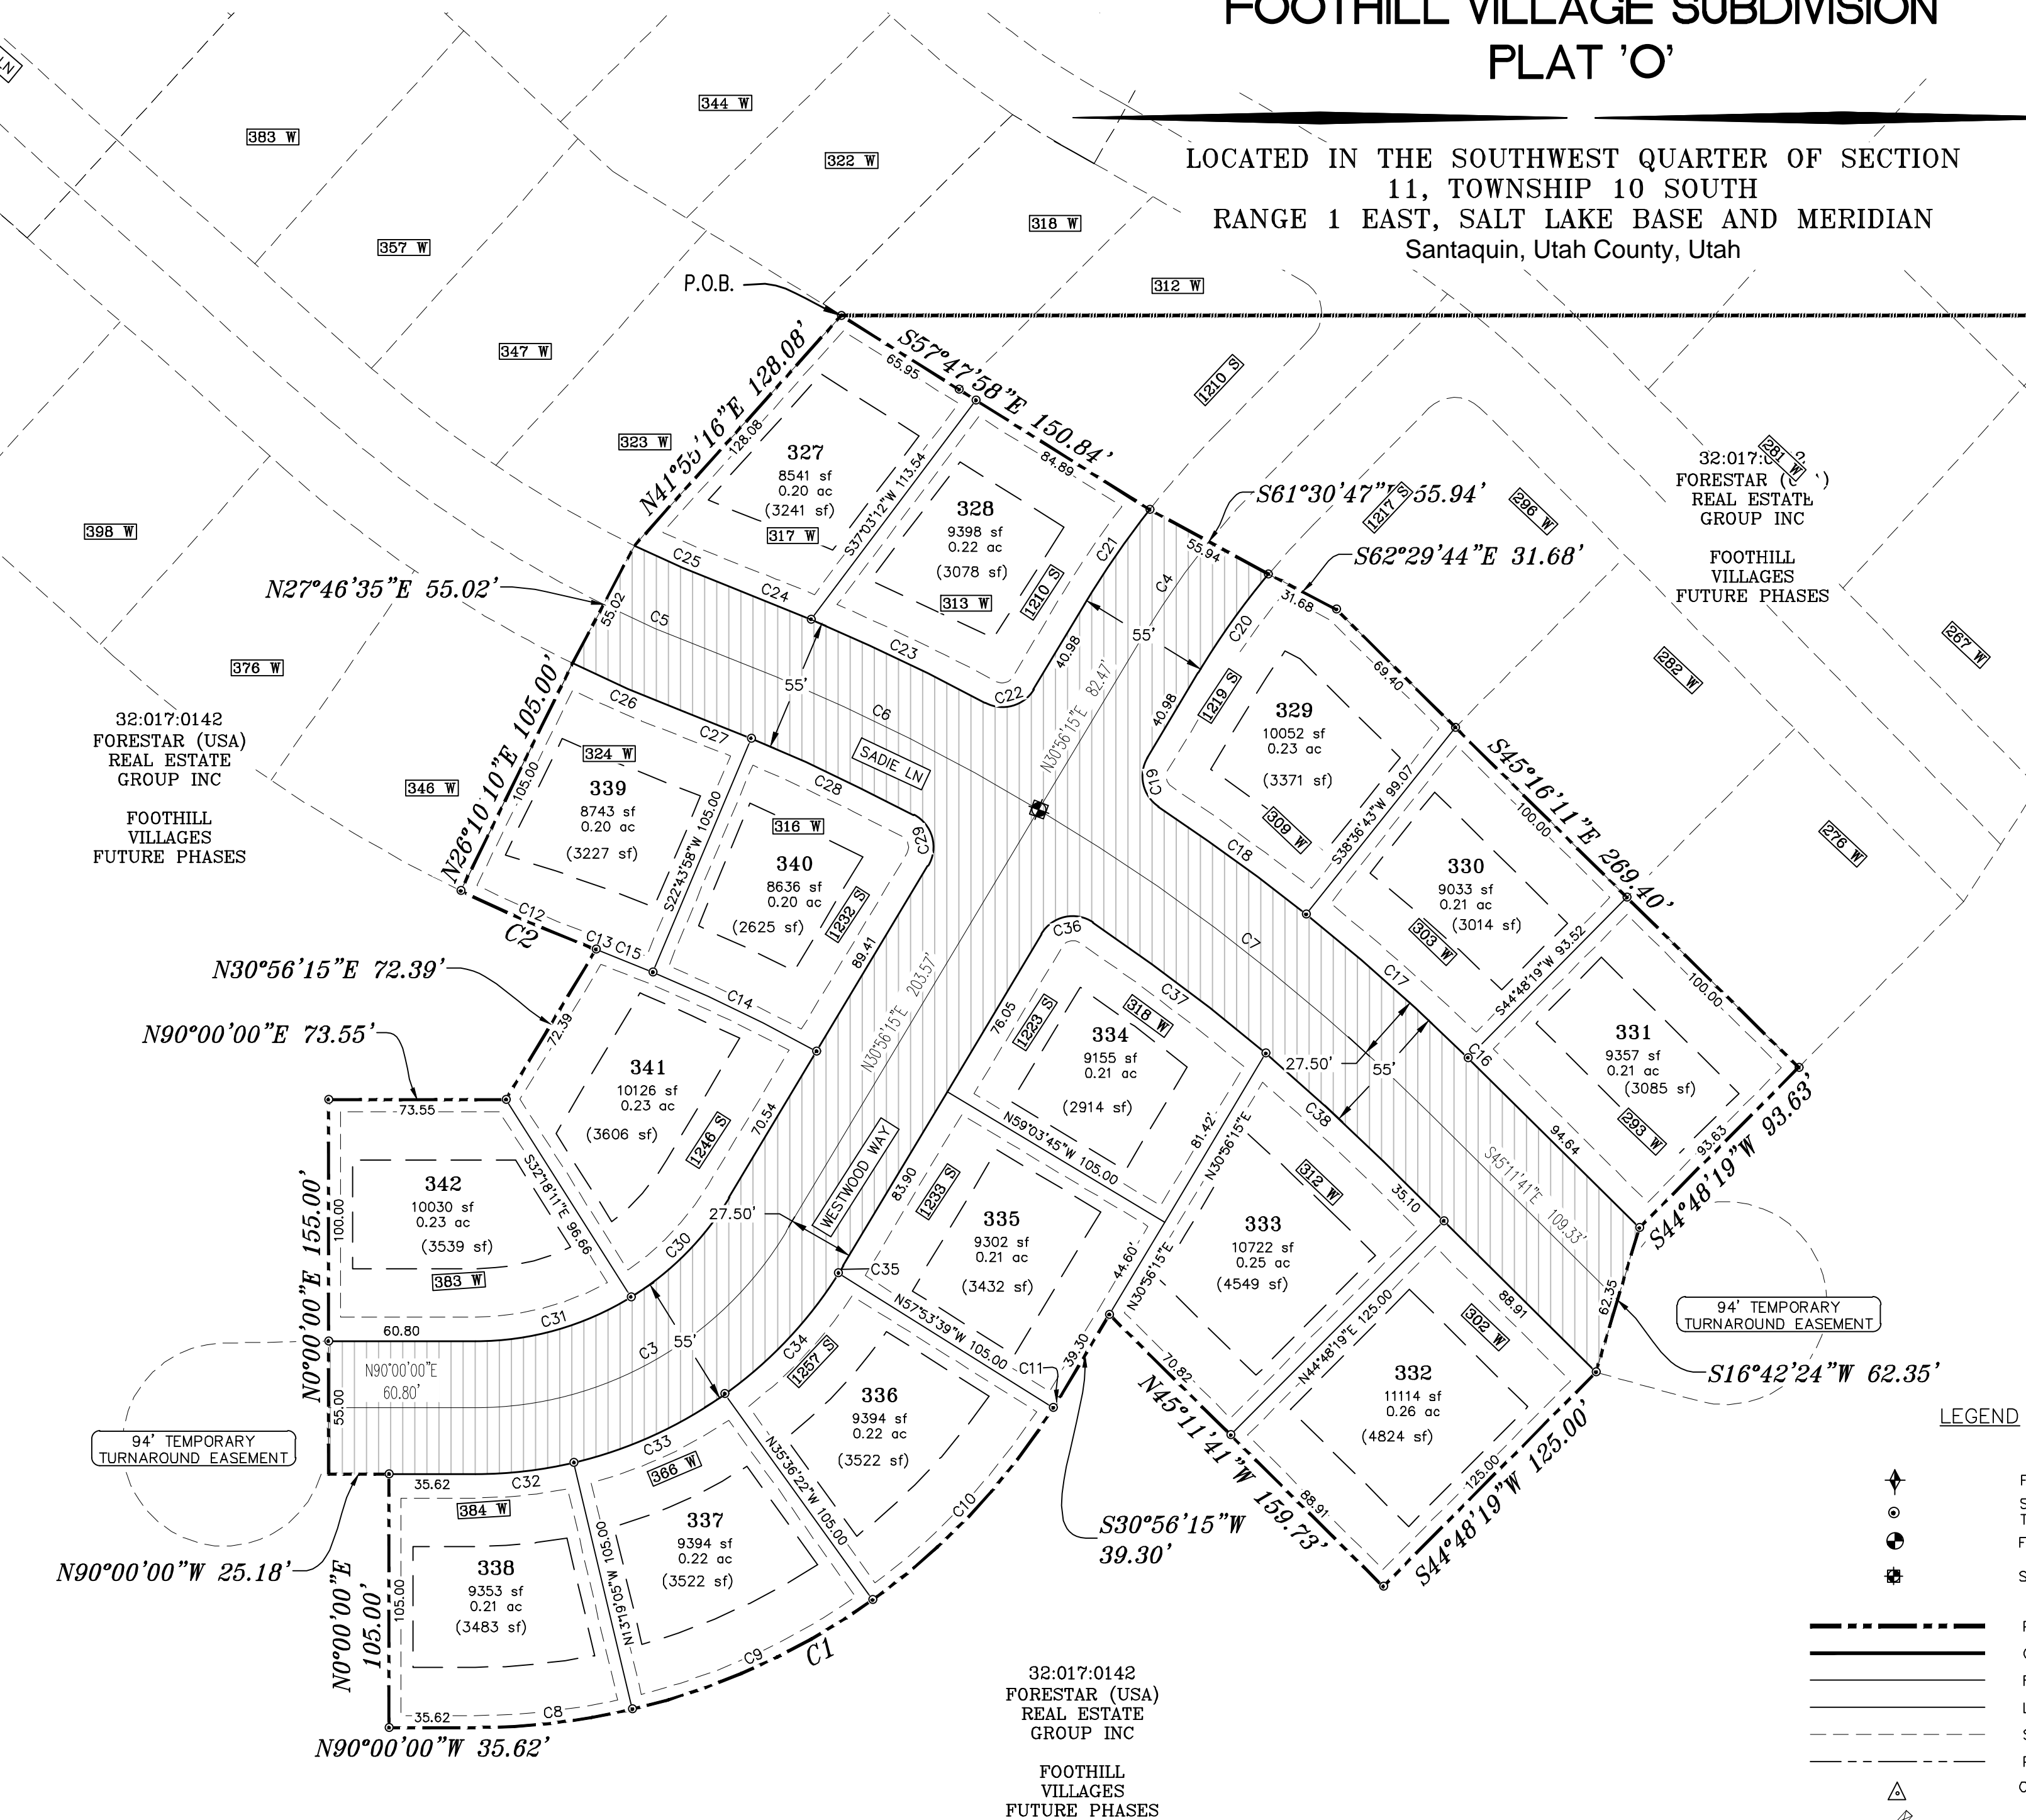 FOOTHILL VILLAGE SUBDIVISION
PLAT 'O'
LOCATED IN THE SOUTHWEST QUARTER OF SECTION
11, TOWNSHIP 10 SOUTH
RANGE 1 EAST, SALT LAKE BASE AND MERIDIAN
Santaquin, Utah County, Utah
LN
383 W
344 W
322 W
318 W
357 W
312 W
347 W
323 W
398 W
376 W
346 W
1210 S
1217 S
296 W
281 W
282 W
267 W
276 W
P.O.B.
N41°55'16"E 128.08'
128.08
S57°47'58"E 150.84'
65.95
84.89
S61°30'47"E 55.94'
55.94
S62°29'44"E 31.68'
31.68
N27°46'35"E 55.02'
55.02
327
8541 sf
0.20 ac
(3241 sf)
317 W
S37°03'12"W 113.54
328
9398 sf
0.22 ac
(3078 sf)
313 W
1210 S
C25
C24
C23
C22
C21
C4
C20
C5
C6
55'
55'
40.98
40.98
N30°56'15"E 82.47'
C19
1219 S
69.40
329
10052 sf
0.23 ac
(3371 sf)
309 W
S38°36'43"W 99.07
S45°16'11"E 269.40'
100.00
100.00
330
9033 sf
0.21 ac
(3014 sf)
303 W
S44°48'19"W 93.52
331
9357 sf
0.21 ac
(3085 sf)
293 W
93.63
S44°48'19"W 93.63'
94.64
C18
C17
C16
C7
SADIE LN
32:017:0142
FORESTAR (USA)
REAL ESTATE
GROUP INC
FOOTHILL
VILLAGES
FUTURE PHASES
32:017:
FORESTAR
REAL ESTATE
GROUP INC
FOOTHILL
VILLAGES
FUTURE PHASES
N26°10'10"E 105.00'
105.00
C26
C27
324 W
339
8743 sf
0.20 ac
(3227 sf)
S22°43'58"W 105.00
C28
C29
316 W
340
8636 sf
0.20 ac
(2625 sf)
1232 S
89.41
C12
C2
C13
C15
C14
N30°56'15"E 72.39'
72.39
N90°00'00"E 73.55'
73.55
341
10126 sf
0.23 ac
(3606 sf)
1246 S
70.54
N30°56'15"E 203.57'
S32°18'11"E 96.66
342
10030 sf
0.23 ac
(3539 sf)
383 W
100.00
N0°00'00"E 155.00'
60.80
C31
C30
C3
55'
27.50'
WESTWOOD WAY
N90°00'00"E
60.80'
55.00
94' TEMPORARY
TURNAROUND EASEMENT
N90°00'00"W 25.18'
35.62
C32
C33
C34
C35
384 W
338
9353 sf
0.21 ac
(3483 sf)
105.00
N0°00'00"E
105.00'
35.62
N90°00'00"W 35.62'
C8
N13°19'05"W 105.00
366 W
337
9394 sf
0.22 ac
(3522 sf)
C9
C1
N35°36'22"W 105.00
1257 S
336
9394 sf
0.22 ac
(3522 sf)
C10
N57°53'39"W 105.00
C11
39.30
S30°56'15"W
39.30'
83.90
1233 S
335
9302 sf
0.21 ac
(3432 sf)
N59°03'45"W 105.00
76.05
1223 S
C36
C37
318 W
334
9155 sf
0.21 ac
(2914 sf)
81.42'
N30°56'15"E
44.60'
N30°56'15"E
27.50'
55'
C38
312 W
333
10722 sf
0.25 ac
(4549 sf)
35.10
70.82
N45°11'41"W 159.73'
88.91
N44°48'19"E 125.00
302 W
88.91
332
11114 sf
0.26 ac
(4824 sf)
125.00
S44°48'19"W 125.00'
S45°11'41"E 109.33'
62.35
S16°42'24"W 62.35'
94' TEMPORARY
TURNAROUND EASEMENT
32:017:0142
FORESTAR (USA)
REAL ESTATE
GROUP INC
FOOTHILL
VILLAGES
FUTURE PHASES
LEGEND